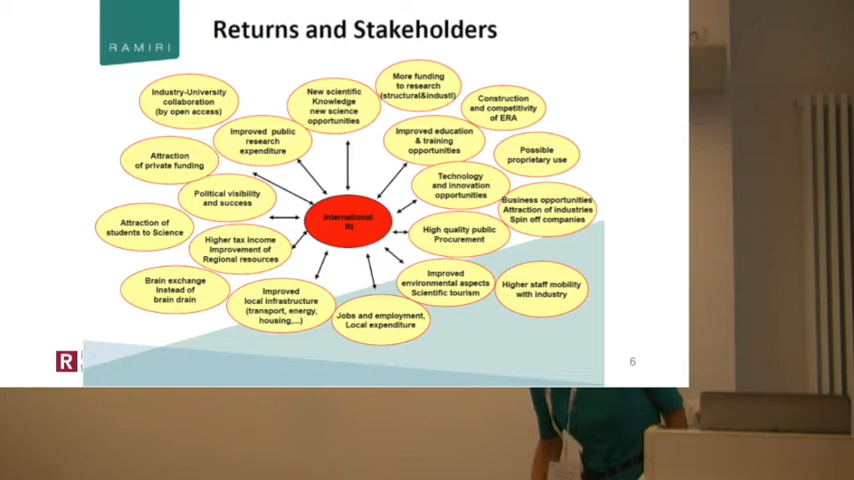 RAMIRI
Returns and Stakeholders
More funding
to research
(structural&industl)
Industry-University
collaboration
(by open access)
New scientific
Knowledge
new science
opportunities
Construction
and competitivity
of ERA
Improved public
research
expenditure
Improved education
& training
opportunities
Possible
proprietary use
Attraction
of private funding
Technology
and innovation
opportunities
Political visibility
and success
Business opportunities
Attraction of industries
Spin off companies
International
RI
Attraction of
students to Science
High quality public
Procurement
Higher tax income
Improvement of
Regional resources
Brain exchange
Instead of
brain drain
Improved
environmental aspects
Scientific tourism
Higher staff mobility
with industry
Improved
local infrastructure
(transport, energy,
housing,...)
Jobs and employment,
Local expenditure
R
6